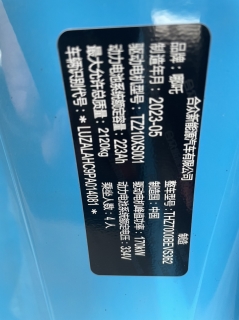 合众新能源汽车有限公司 制造
品牌：哪吒 整车型号：THZ7000BEVS362
制造年月：2023-05 制造国：中国
驱动电机型号：TZ210XS001 驱动电机峰值功率：170kW
动力电池系统额定容量：223Ah 动力电池系统额定电压：334V
最大允许总质量：2120kg 乘坐人数：4人
车辆识别代号：